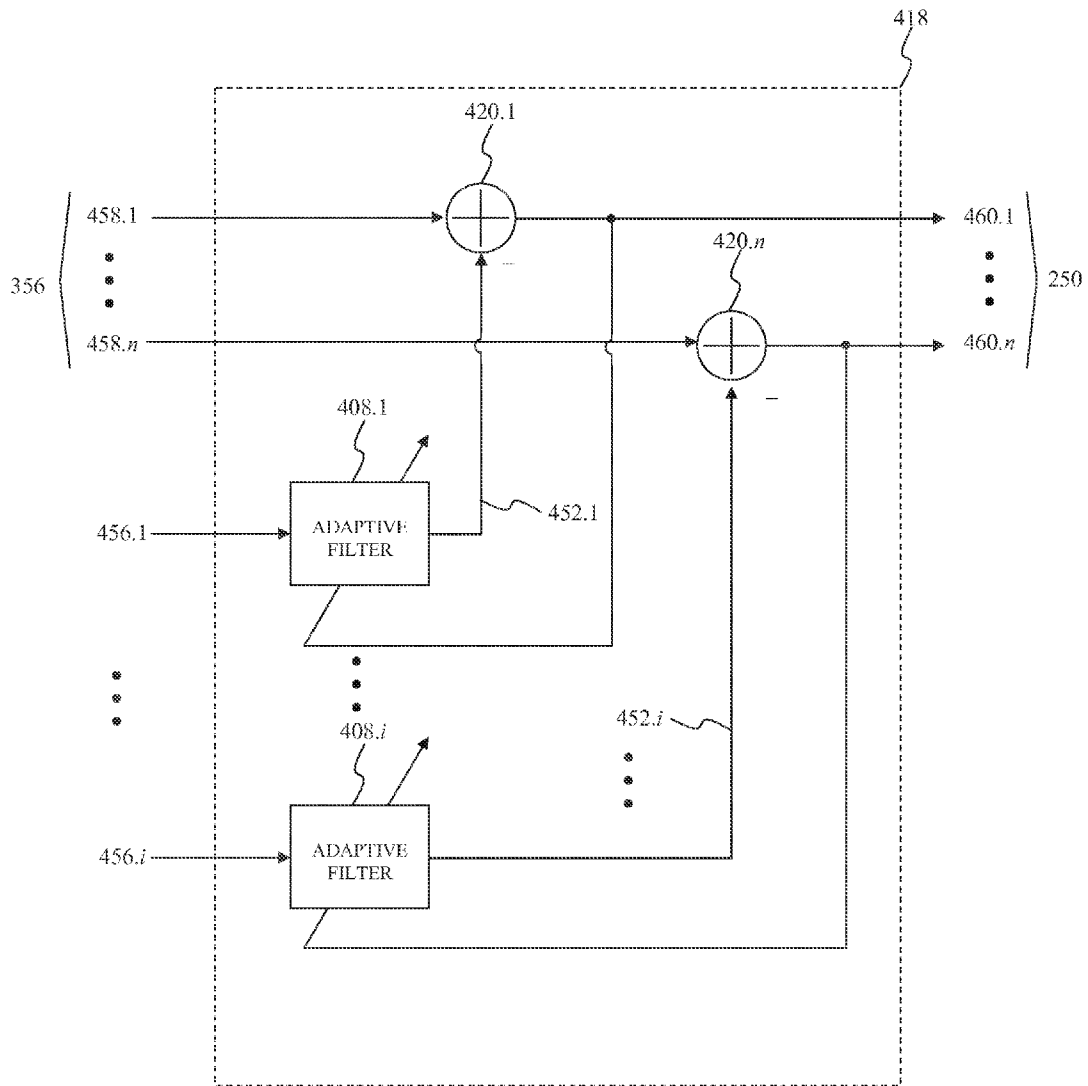 418
420.1
458.1
460.1
420.n
356
250
458.n
460.n
408.1
452.1
456.1
ADAPTIVE
FILTER
452.i
408.i
456.i
ADAPTIVE
FILTER